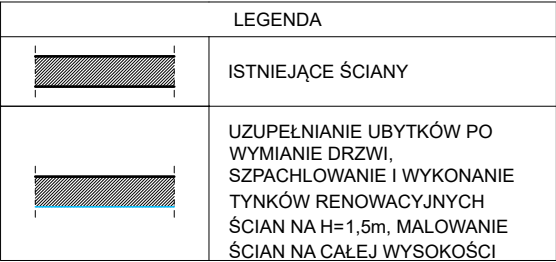 LEGENDA
ISTNIEJĄCE ŚCIANY
UZUPEŁNIANIE UBYTKÓW PO
WYMIANIE DRZWI,
SZPACHLOWANIE I WYKONANIE
TYNKÓW RENOWACYJNYCH
ŚCIAN NA H=1,5m, MALOWANIE
ŚCIAN NA CAŁEJ WYSOKOŚCI